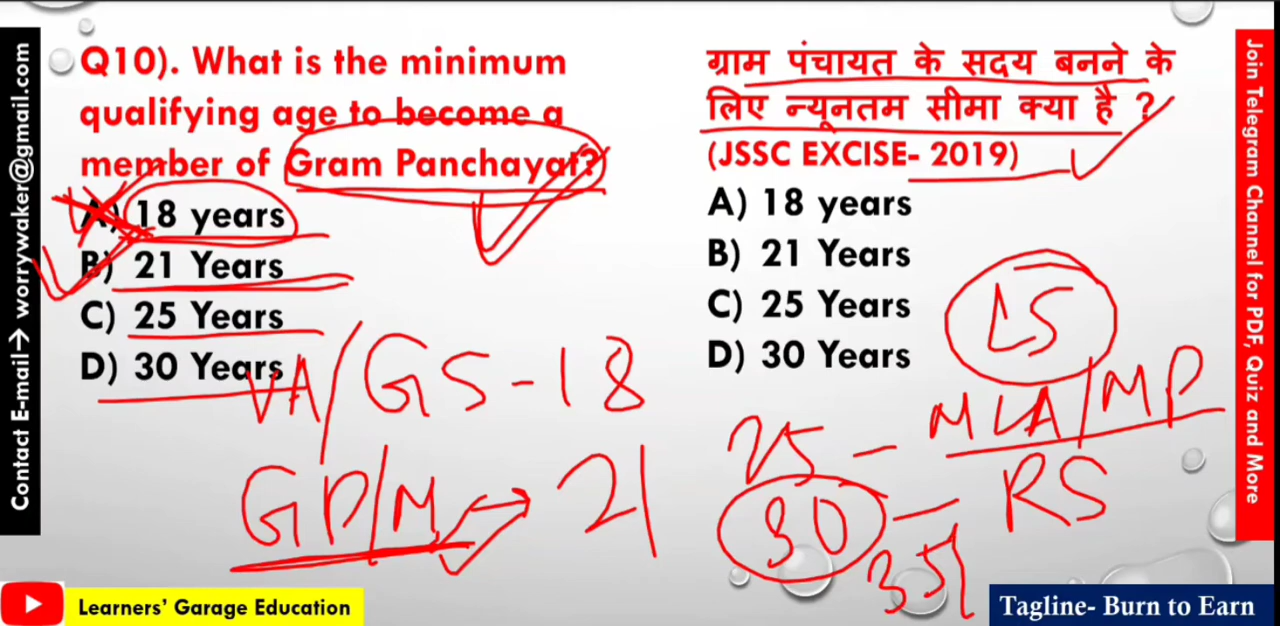 Contact E-mail→ worrywaker@gmail.com
Q10). What is the minimum
qualifying age to become a
member of Gram Panchayat?
A) 18 years
B) 21 Years
C) 25 Years
D) 30 Years
VA/GS-18
GP/M → 21
ग्राम पंचायत के सदय बनने के
लिए न्यूनतम सीमा क्या है ?
(JSSC EXCISE- 2019)
A) 18 years
B) 21 Years
C) 25 Years
D) 30 Years
LS
25 - MLA/MP
30 - RS
35
Join Telegram Channel for PDF, Quiz and More
Learners' Garage Education
Tagline- Burn to Earn